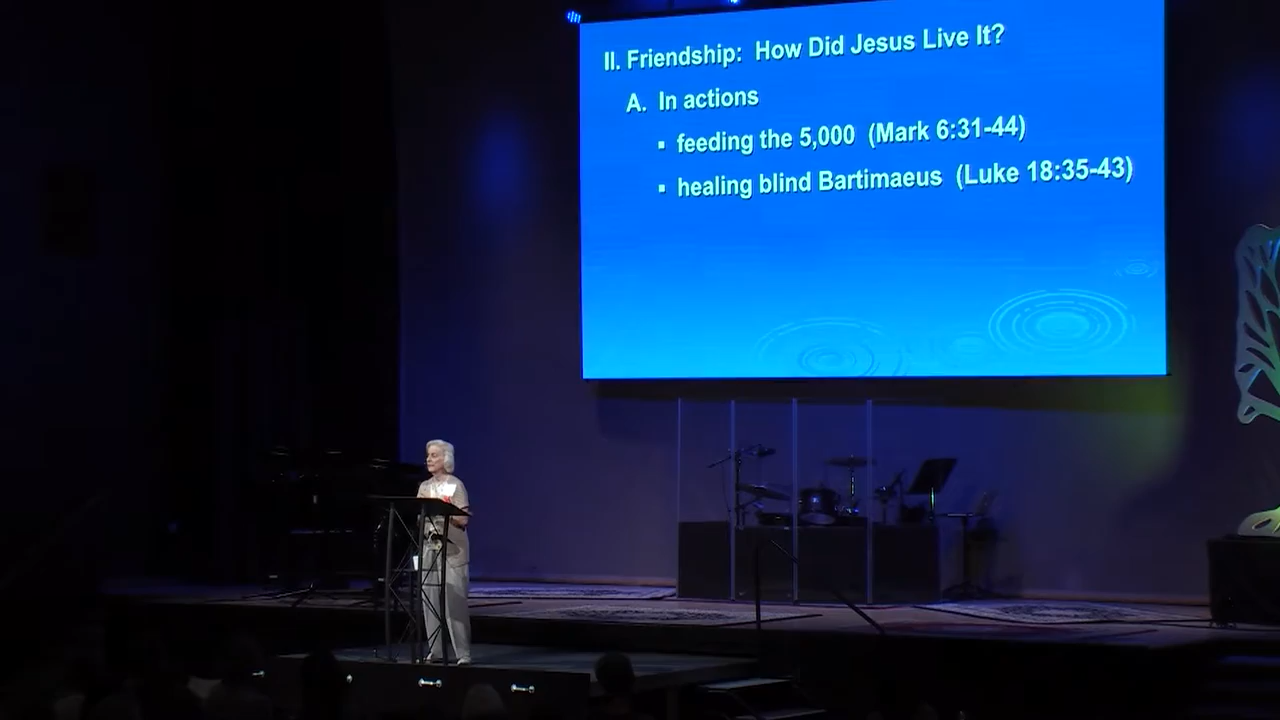 II. Friendship: How Did Jesus Live It?
A. In actions
▪ feeding the 5,000 (Mark 6:31-44)
▪ healing blind Bartimaeus (Luke 18:35-43)